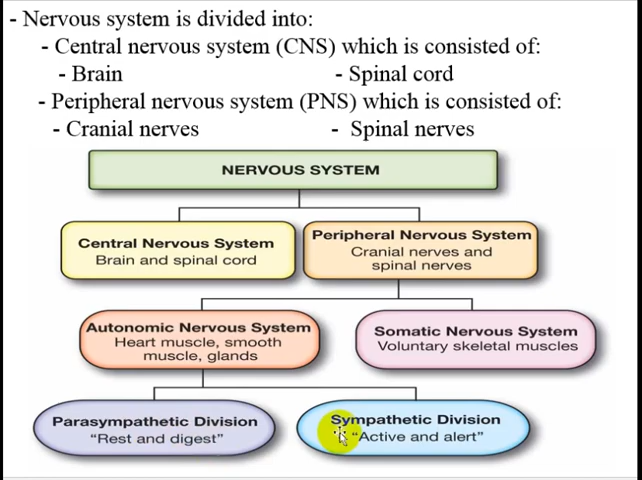 - Nervous system is divided into:
- Central nervous system (CNS) which is consisted of:
- Brain - Spinal cord
- Peripheral nervous system (PNS) which is consisted of:
- Cranial nerves - Spinal nerves
NERVOUS SYSTEM
Central Nervous System
Brain and spinal cord
Peripheral Nervous System
Cranial nerves and
spinal nerves
Autonomic Nervous System
Heart muscle, smooth
muscle, glands
Somatic Nervous System
Voluntary skeletal muscles
Parasympathetic Division
“Rest and digest”
Sympathetic Division
“Active and alert”